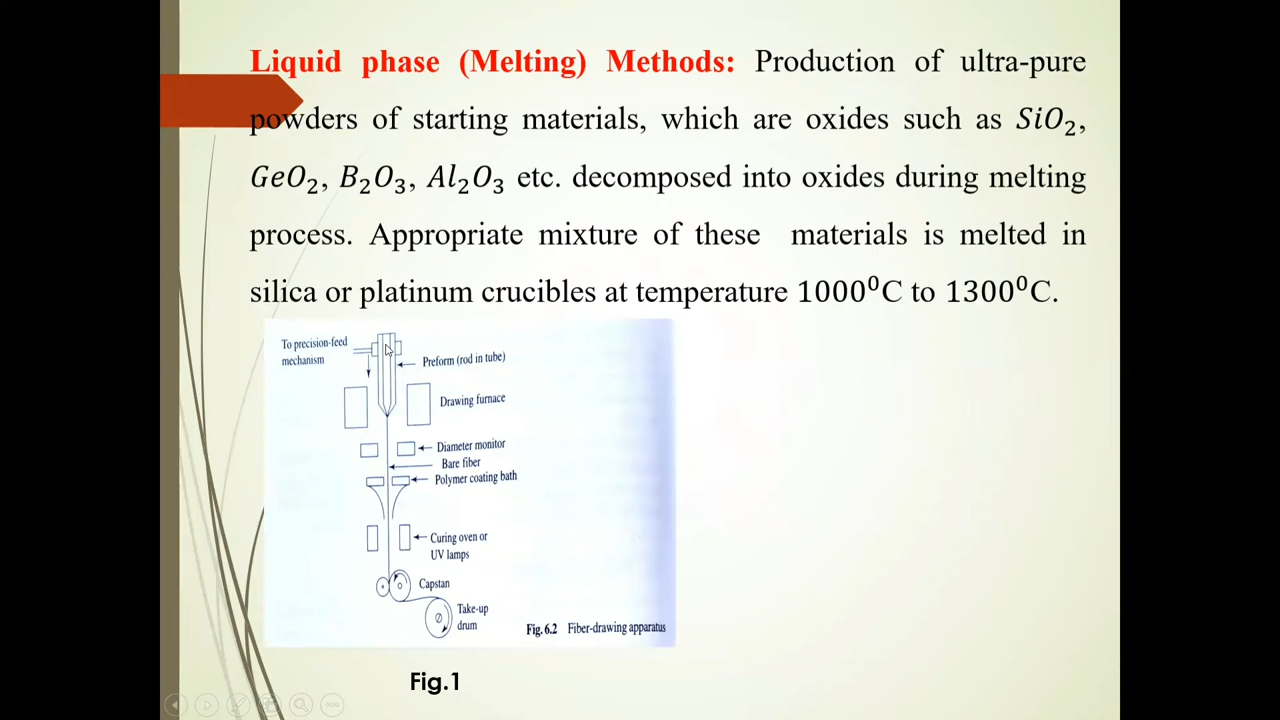 Liquid phase (Melting) Methods: Production of ultra-pure
powders of starting materials, which are oxides such as SiO₂,
GeO₂, B₂O₃, Al₂O₃ etc. decomposed into oxides during melting
process. Appropriate mixture of these materials is melted in
silica or platinum crucibles at temperature 1000⁰C to 1300⁰C.
To precision-feed
mechanism
Preform (rod in tube)
Drawing furnace
Diameter monitor
Bare fiber
Polymer coating bath
Curing oven or
UV lamps
Capstan
Take-up
drum
Fig. 6.2 Fiber-drawing apparatus
Fig.1